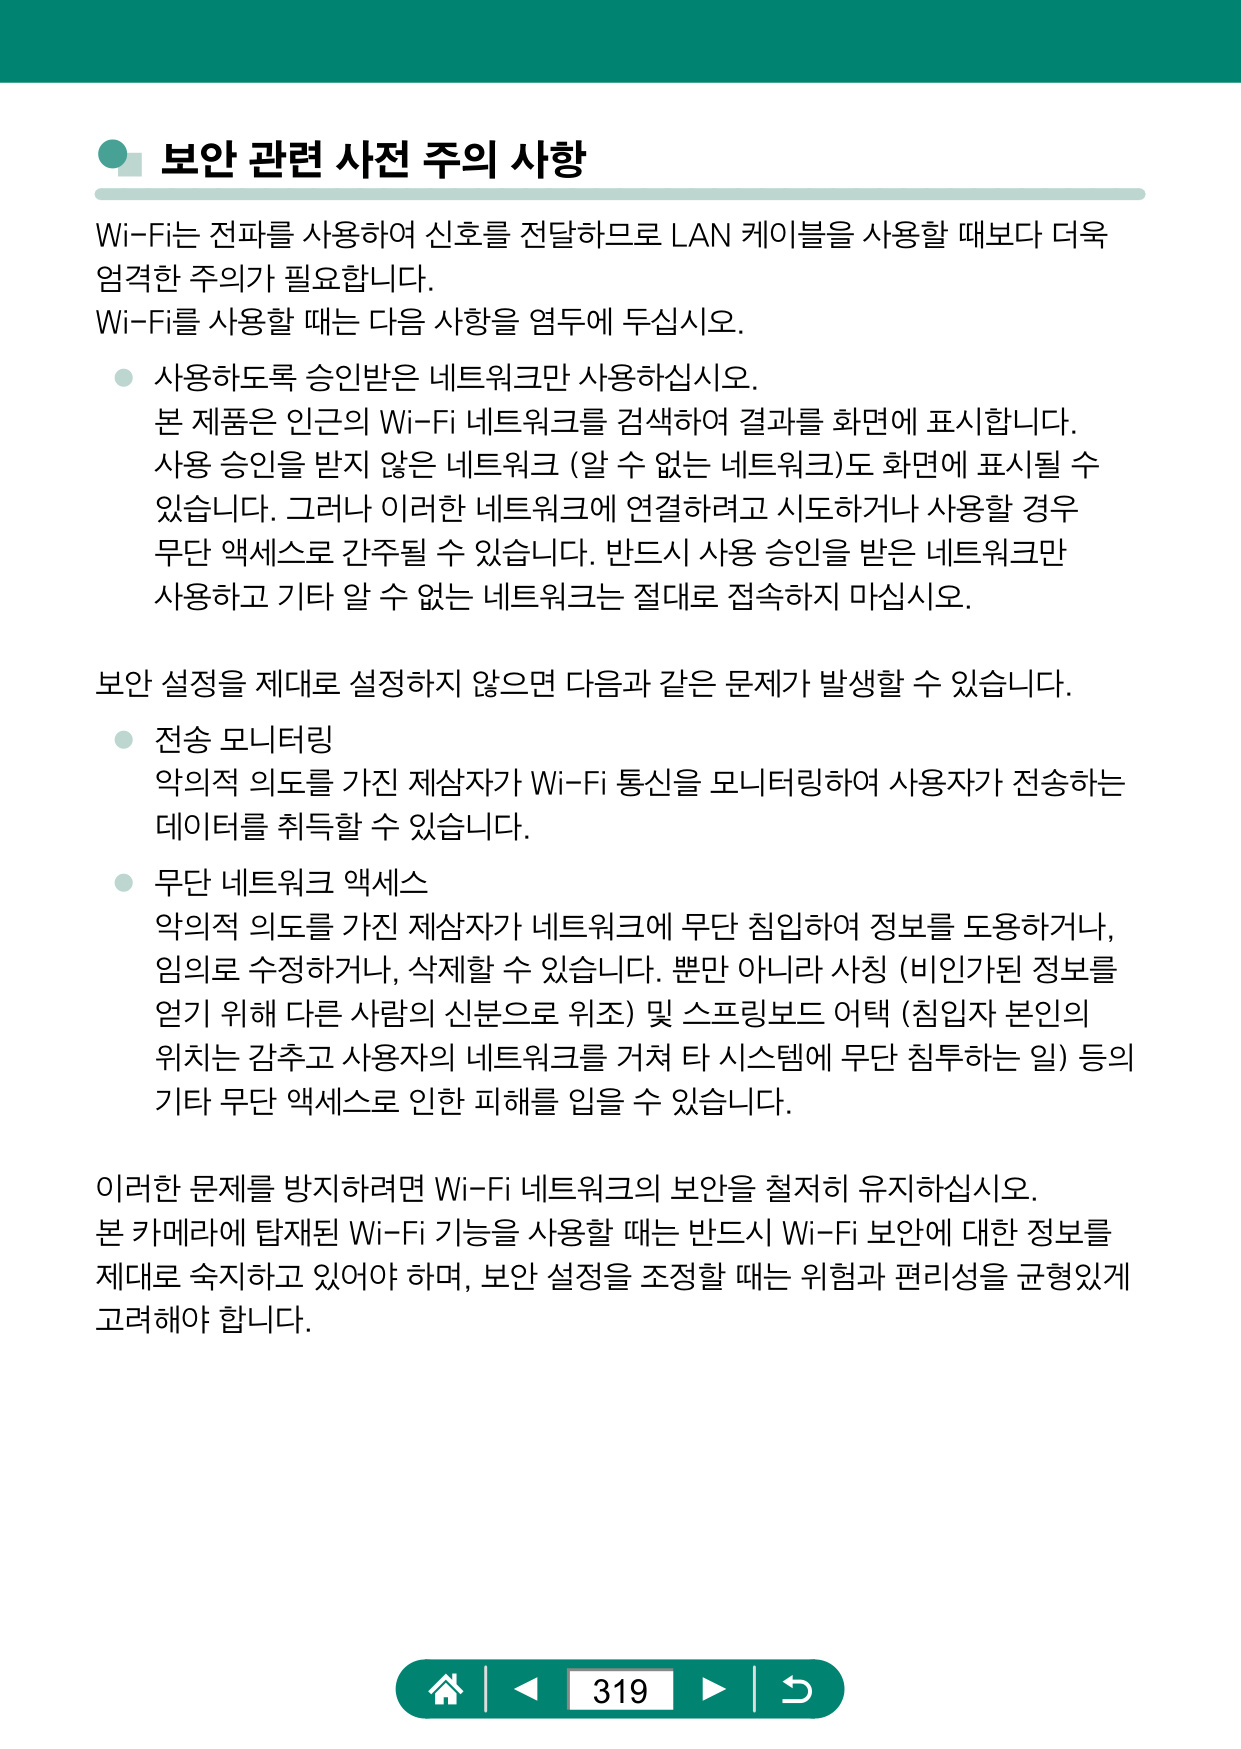 보안 관련 사전 주의 사항
Wi-Fi는 전파를 사용하여 신호를 전달하므로 LAN 케이블을 사용할 때보다 더욱
엄격한 주의가 필요합니다.
Wi-Fi를 사용할 때는 다음 사항을 염두에 두십시오.
● 사용하도록 승인받은 네트워크만 사용하십시오.
본 제품은 인근의 Wi-Fi 네트워크를 검색하여 결과를 화면에 표시합니다.
사용 승인을 받지 않은 네트워크 (알 수 없는 네트워크)도 화면에 표시될 수
있습니다. 그러나 이러한 네트워크에 연결하려고 시도하거나 사용할 경우
무단 액세스로 간주될 수 있습니다. 반드시 사용 승인을 받은 네트워크만
사용하고 기타 알 수 없는 네트워크는 절대로 접속하지 마십시오.
보안 설정을 제대로 설정하지 않으면 다음과 같은 문제가 발생할 수 있습니다.
● 전송 모니터링
악의적 의도를 가진 제삼자가 Wi-Fi 통신을 모니터링하여 사용자가 전송하는
데이터를 취득할 수 있습니다.
● 무단 네트워크 액세스
악의적 의도를 가진 제삼자가 네트워크에 무단 침입하여 정보를 도용하거나,
임의로 수정하거나, 삭제할 수 있습니다. 뿐만 아니라 사칭 (비인가된 정보를
얻기 위해 다른 사람의 신분으로 위조) 및 스프링보드 어택 (침입자 본인의
위치는 감추고 사용자의 네트워크를 거쳐 타 시스템에 무단 침투하는 일) 등의
기타 무단 액세스로 인한 피해를 입을 수 있습니다.
이러한 문제를 방지하려면 Wi-Fi 네트워크의 보안을 철저히 유지하십시오.
본 카메라에 탑재된 Wi-Fi 기능을 사용할 때는 반드시 Wi-Fi 보안에 대한 정보를
제대로 숙지하고 있어야 하며, 보안 설정을 조정할 때는 위험과 편리성을 균형있게
고려해야 합니다.
319